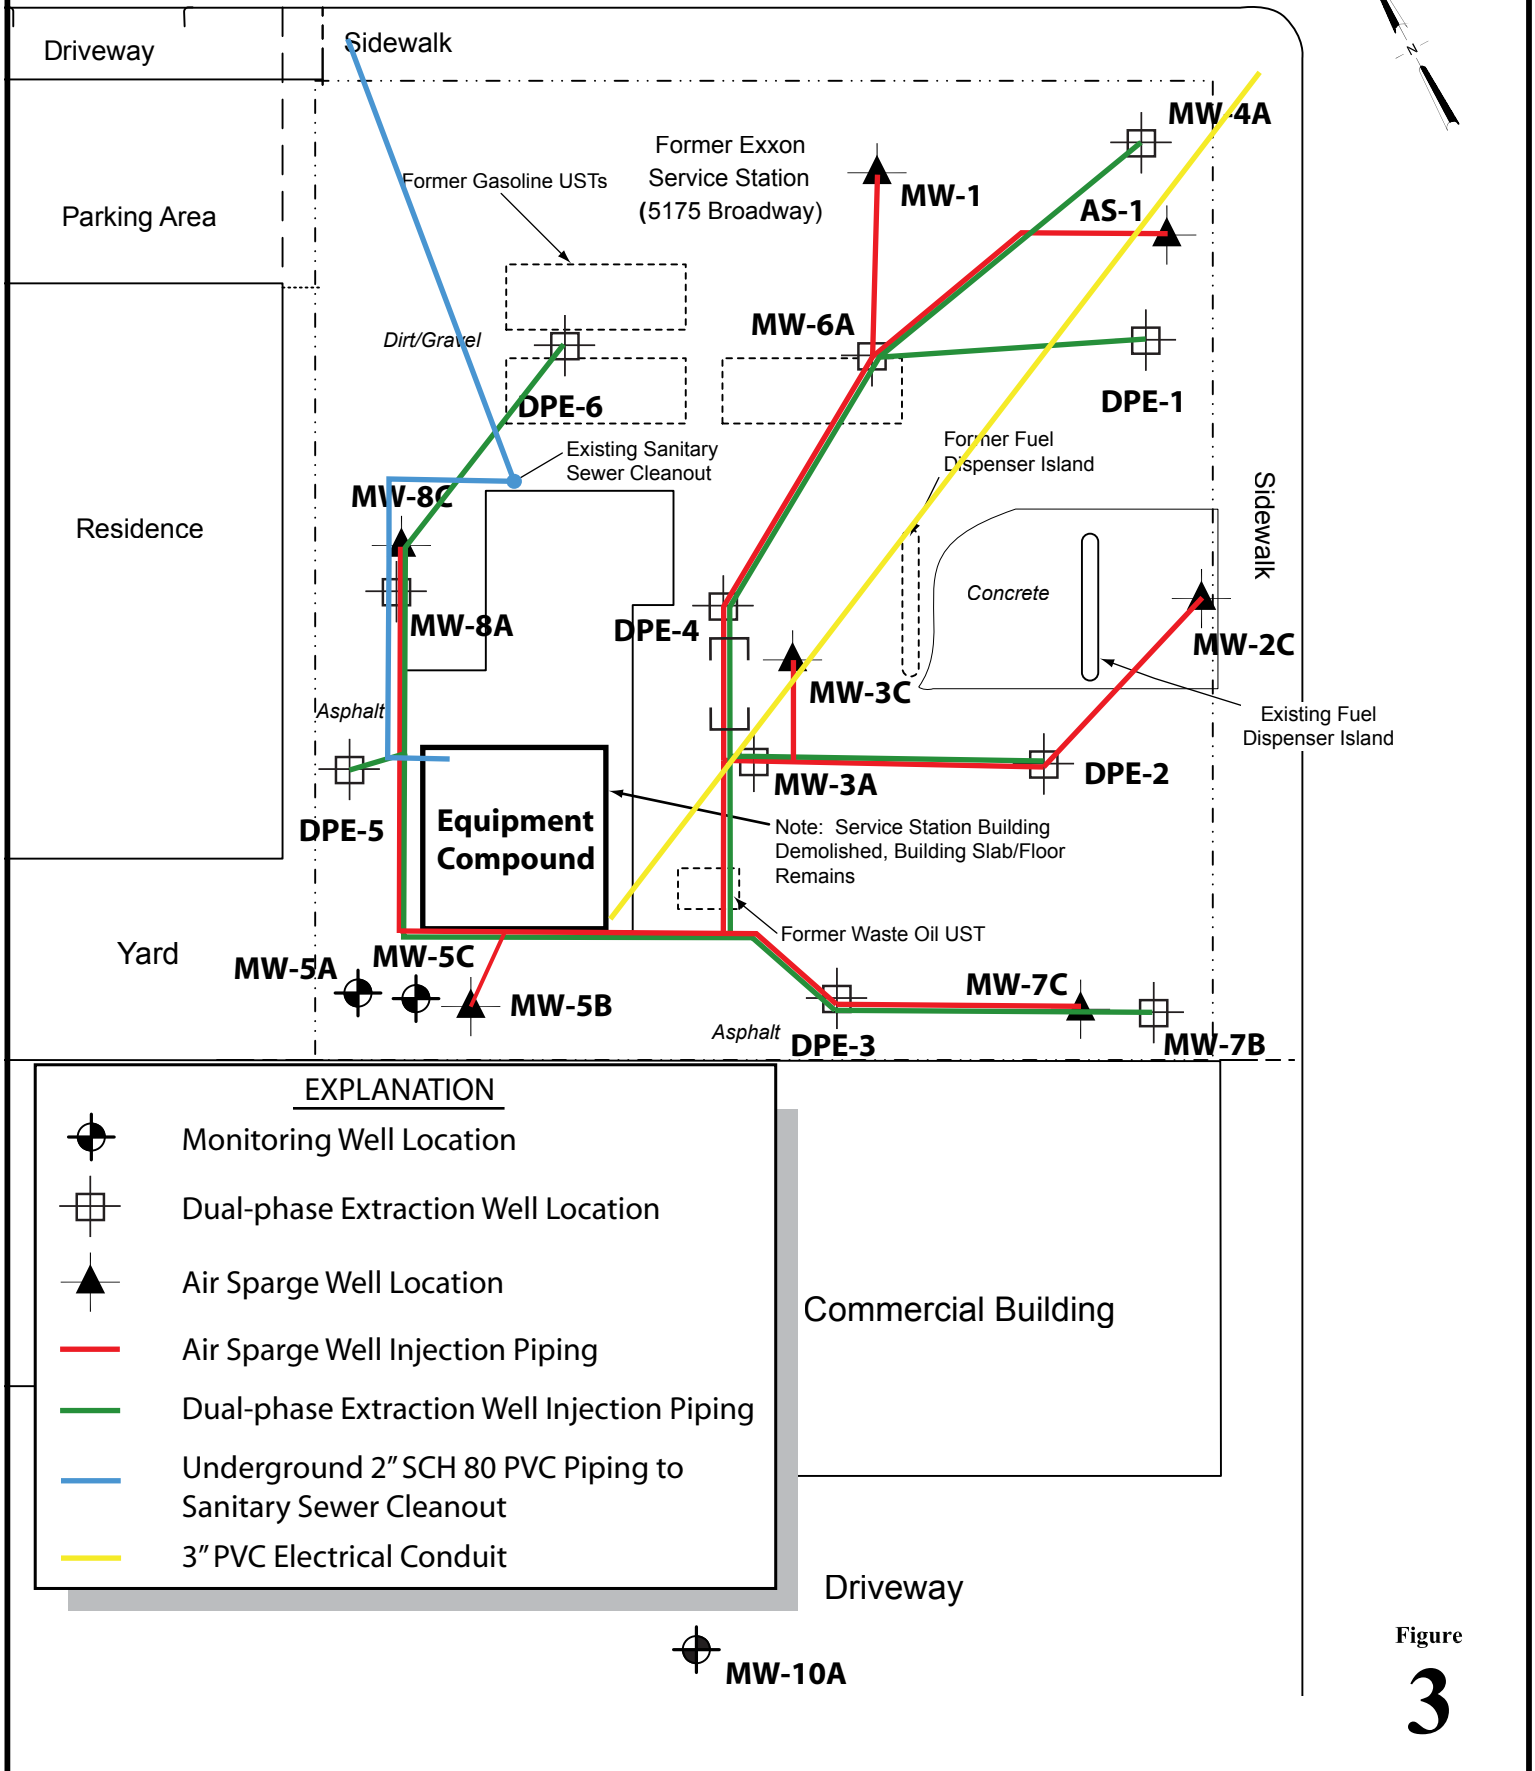 Driveway
Sidewalk
N
MW-4A
Former Exxon
Service Station
(5175 Broadway)
Former Gasoline USTs
MW-1
AS-1
Parking Area
MW-6A
Dirt/Gravel
DPE-1
DPE-6
Former Fuel
Dispenser Island
Existing Sanitary
Sewer Cleanout
MW-8C
Sidewalk
Residence
Concrete
MW-8A
DPE-4
MW-2C
MW-3C
Asphalt
Existing Fuel
Dispenser Island
MW-3A
DPE-2
DPE-5
Equipment
Compound
Note: Service Station Building
Demolished, Building Slab/Floor
Remains
Former Waste Oil UST
Yard
MW-5A
MW-5C
MW-5B
MW-7C
Asphalt
DPE-3
MW-7B
EXPLANATION
Monitoring Well Location
Dual-phase Extraction Well Location
Air Sparge Well Location
Air Sparge Well Injection Piping
Dual-phase Extraction Well Injection Piping
Underground 2” SCH 80 PVC Piping to
Sanitary Sewer Cleanout
3” PVC Electrical Conduit
Commercial Building
Driveway
MW-10A
Figure
3